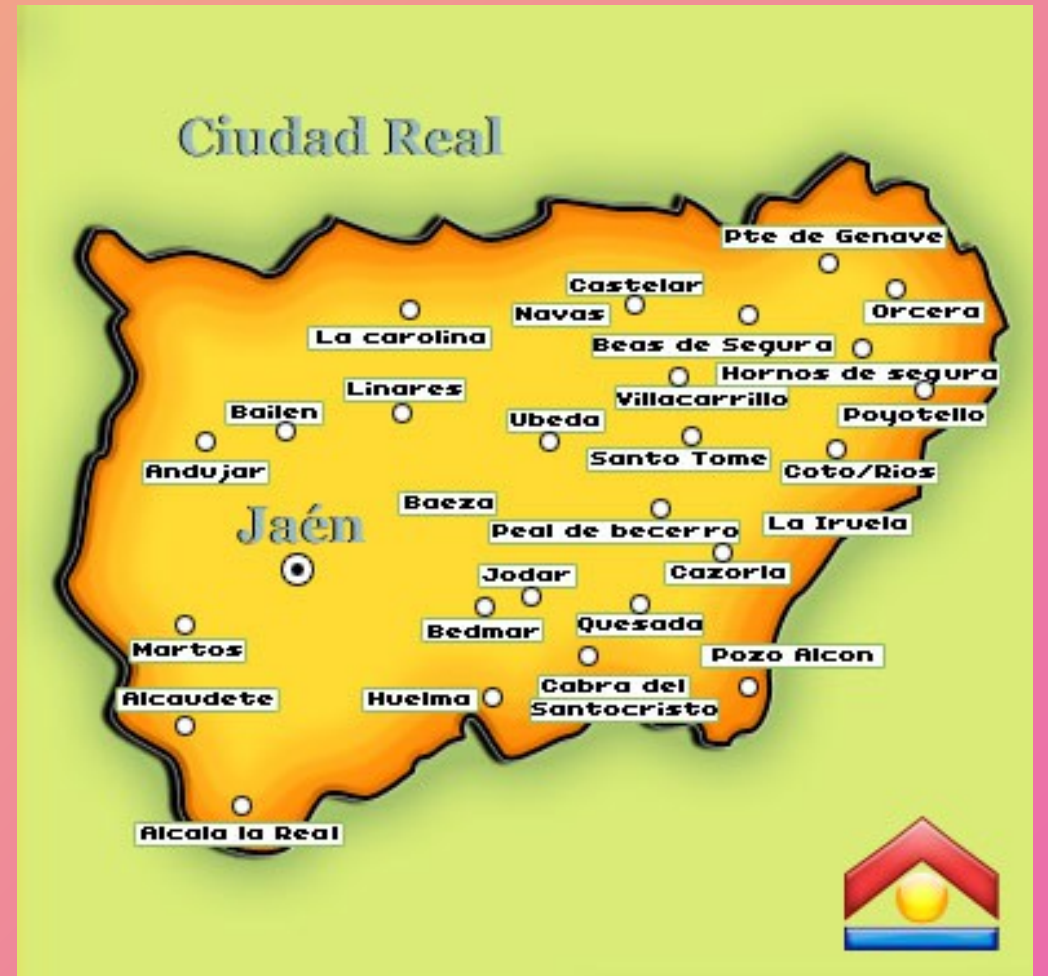 Ciudad Real
Pte de Genave
Castelar
Navas
Orcera
La carolina
Beas de Segura
Hornos de segura
Linares
Villacarrillo
Bailen
Ubeda
Poyotello
Andujar
Santo Tome
Coto/Rios
Baeza
Jaén
Peal de becerro
La Iruela
Jodar
Cazorla
Bedmar
Quesada
Martos
Pozo Alcon
Alcaudete
Huelma
Cabra del
Santocristo
Alcala la Real